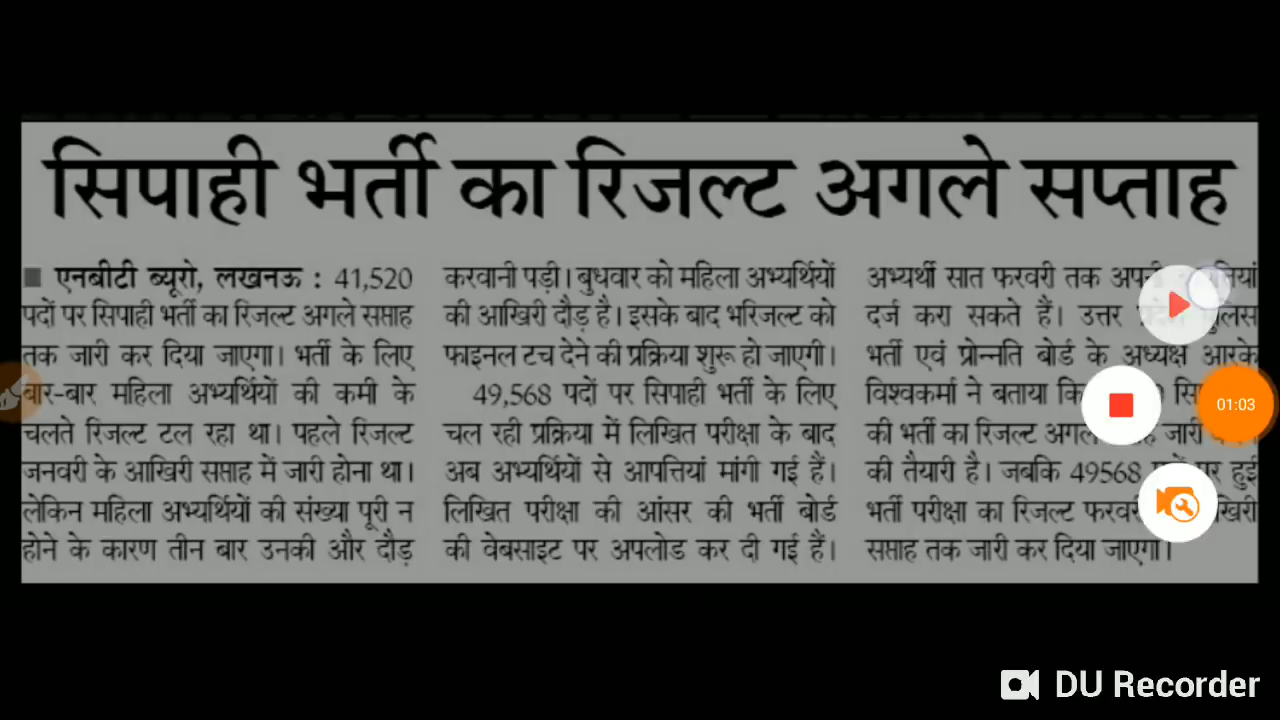 सिपाही भर्ती का रिजल्ट अगले सप्ताह
■ एनबीटी ब्यूरो, लखनऊ : 41,520
पदों पर सिपाही भर्ती का रिजल्ट अगले सप्ताह
तक जारी कर दिया जाएगा। भर्ती के लिए
बार-बार महिला अभ्यर्थियों की कमी के
चलते रिजल्ट टल रहा था। पहले रिजल्ट
जनवरी के आखिरी सप्ताह में जारी होना था।
लेकिन महिला अभ्यर्थियों की संख्या पूरी न
होने के कारण तीन बार उनकी और दौड़
करवानी पड़ी। बुधवार को महिला अभ्यर्थियों
की आखिरी दौड़ है। इसके बाद भरिजल्ट को
फाइनल टच देने की प्रक्रिया शुरू हो जाएगी।
49,568 पदों पर सिपाही भर्ती के लिए
चल रही प्रक्रिया में लिखित परीक्षा के बाद
अब अभ्यर्थियों से आपत्तियां मांगी गई हैं।
लिखित परीक्षा की आंसर की भर्ती बोर्ड
की वेबसाइट पर अपलोड कर दी गई हैं।
अभ्यर्थी सात फरवरी तक अपनी
दर्ज करा सकते हैं। उत्तर
भर्ती एवं प्रोन्नति बोर्ड के अध्यक्ष आरके
विश्वकर्मा ने बताया कि
की भर्ती का रिजल्ट जारी
की तैयारी है। जबकि 49568 पर हुई
भर्ती परीक्षा का रिजल्ट
सप्ताह तक जारी कर दिया जाएगा।
01:03
DU Recorder